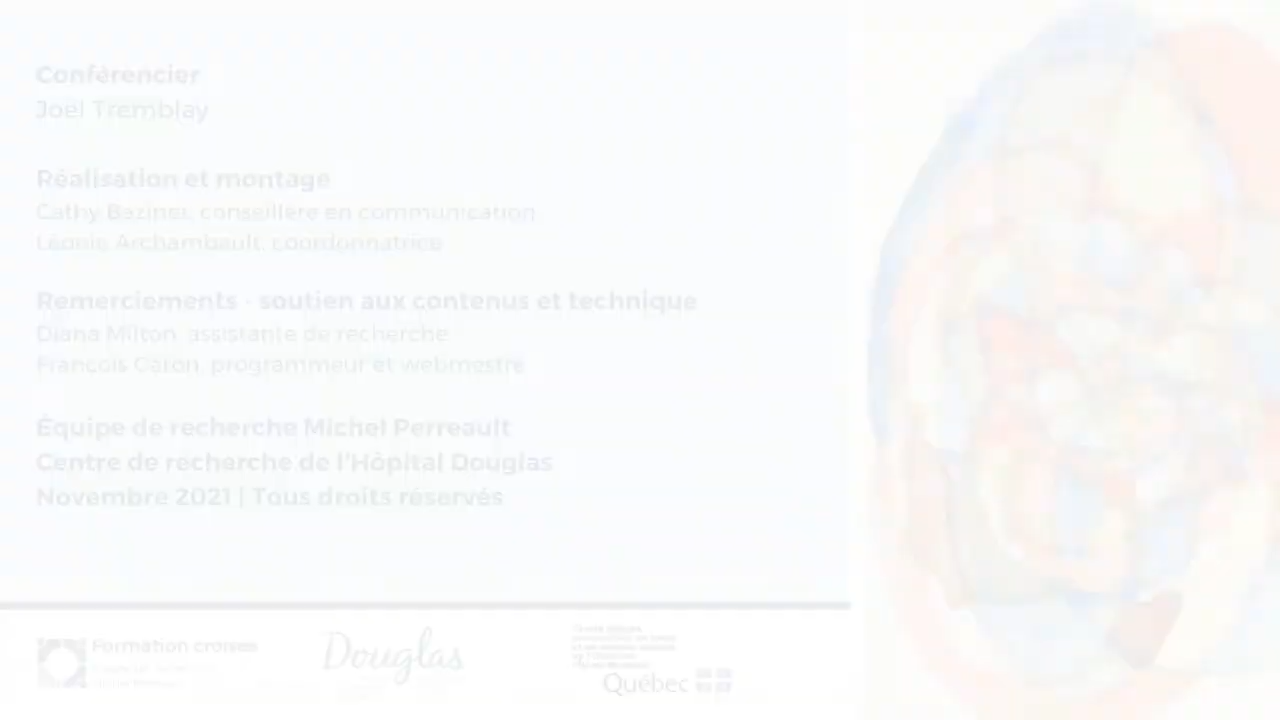 Conférencier
Joël Tremblay
Réalisation et montage
Cathy Bazinet, conseillère en communication
Léonie Archambault, coordonnatrice
Remerciements - soutien aux contenus et technique
Diana Milton, assistante de recherche
François Caron, programmeur et webmestre
Équipe de recherche Michel Perreault
Centre de recherche de l'Hôpital Douglas
Novembre 2021 | Tous droits réservés
Formation croisée
Douglas
Québec